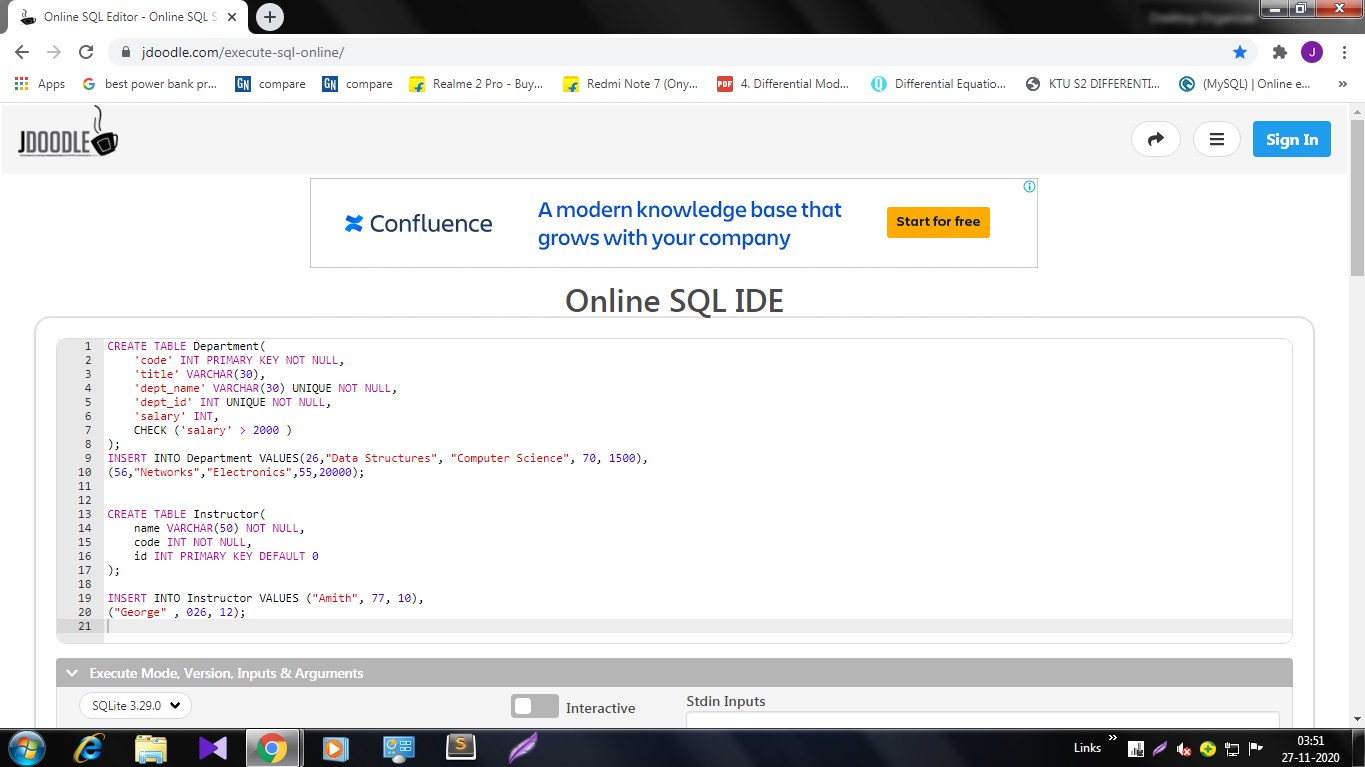 Online SQL Editor - Online SQL S
jdoodle.com/execute-sql-online/
J
Apps
best power bank pr...
GN compare
GN compare
Realme 2 Pro - Buy...
Redmi Note 7 (Ony...
PDF 4. Differential Mod...
Differential Equatio...
KTU S2 DIFFERENTI...
(MySQL) | Online e...
»
JDOODLE
Sign In
Confluence
A modern knowledge base that
grows with your company
Start for free
Online SQL IDE
1 CREATE TABLE Department(
2 'code' INT PRIMARY KEY NOT NULL,
3 'title' VARCHAR(30),
4 'dept_name' VARCHAR(30) UNIQUE NOT NULL,
5 'dept_id' INT UNIQUE NOT NULL,
6 'salary' INT,
7 CHECK ('salary' > 2000 )
8 );
9 INSERT INTO Department VALUES(26,"Data Structures", "Computer Science", 70, 1500),
10 (56,"Networks","Electronics",55,20000);
11
12
13 CREATE TABLE Instructor(
14 name VARCHAR(50) NOT NULL,
15 code INT NOT NULL,
16 id INT PRIMARY KEY DEFAULT 0
17 );
18
19 INSERT INTO Instructor VALUES ("Amith", 77, 10),
20 ("George" , 026, 12);
21
Execute Mode, Version, Inputs & Arguments
SQLite 3.29.0
Interactive
Stdin Inputs
Links
»
03:51
27-11-2020